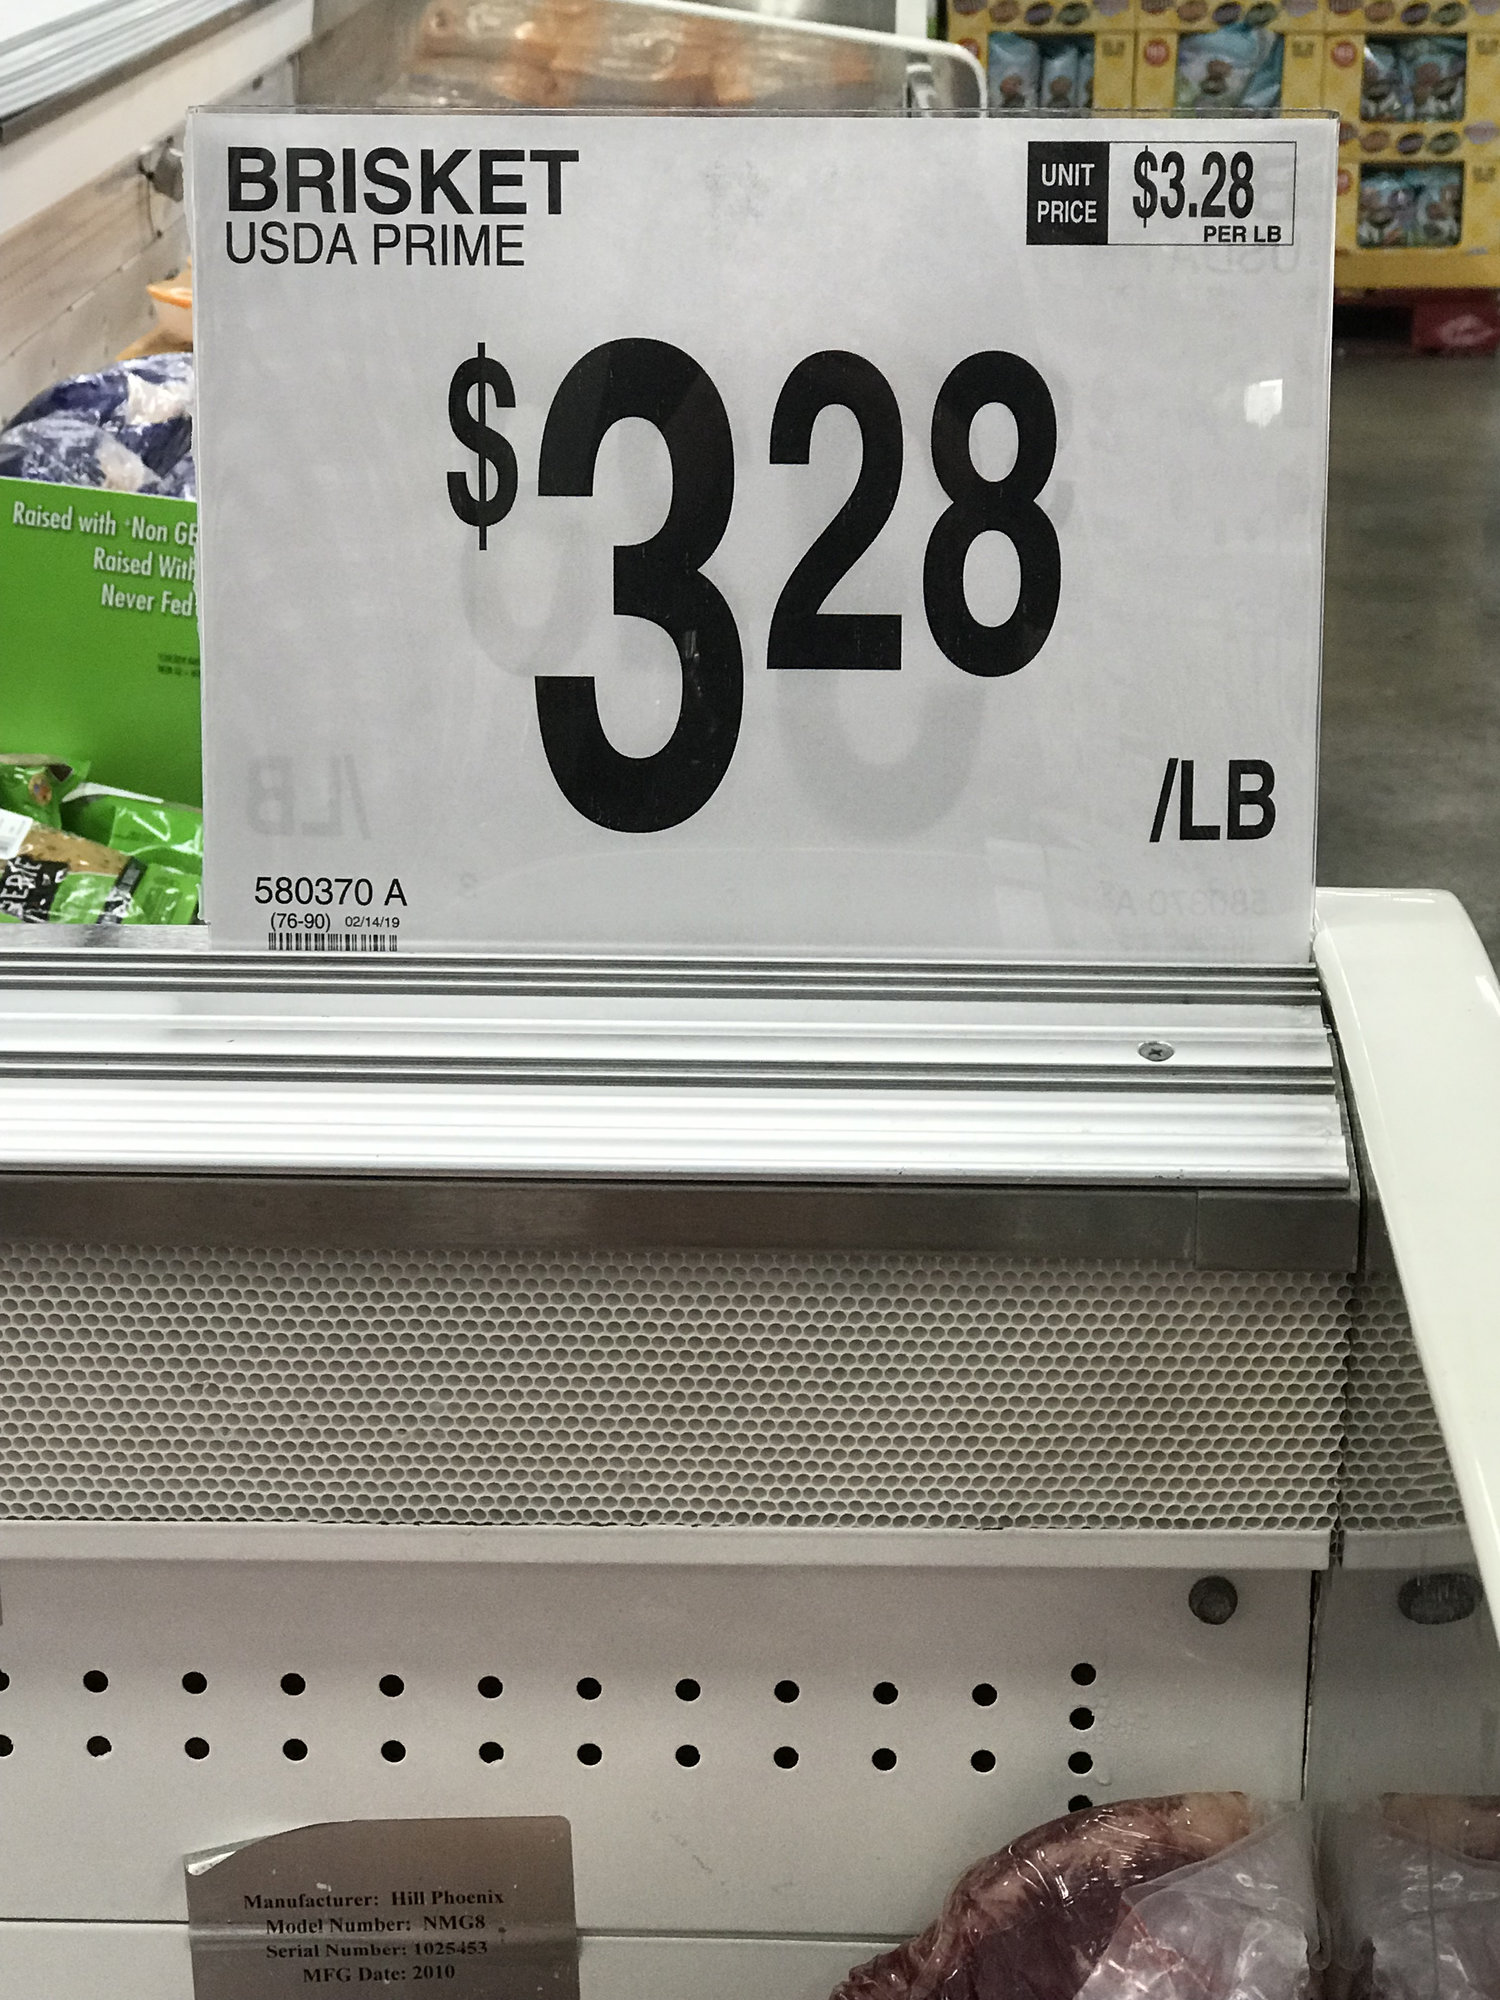 BRISKET
USDA PRIME
UNIT
PRICE
$3.28
PER LB
$328
/LB
580370 A
(76-90) 02/14/19
Raised with *Non
Raised With
Never Fed
Manufacturer: Hill Phoenix
Model Number: NMG8
Serial Number: 1025453
MFG Date: 2010